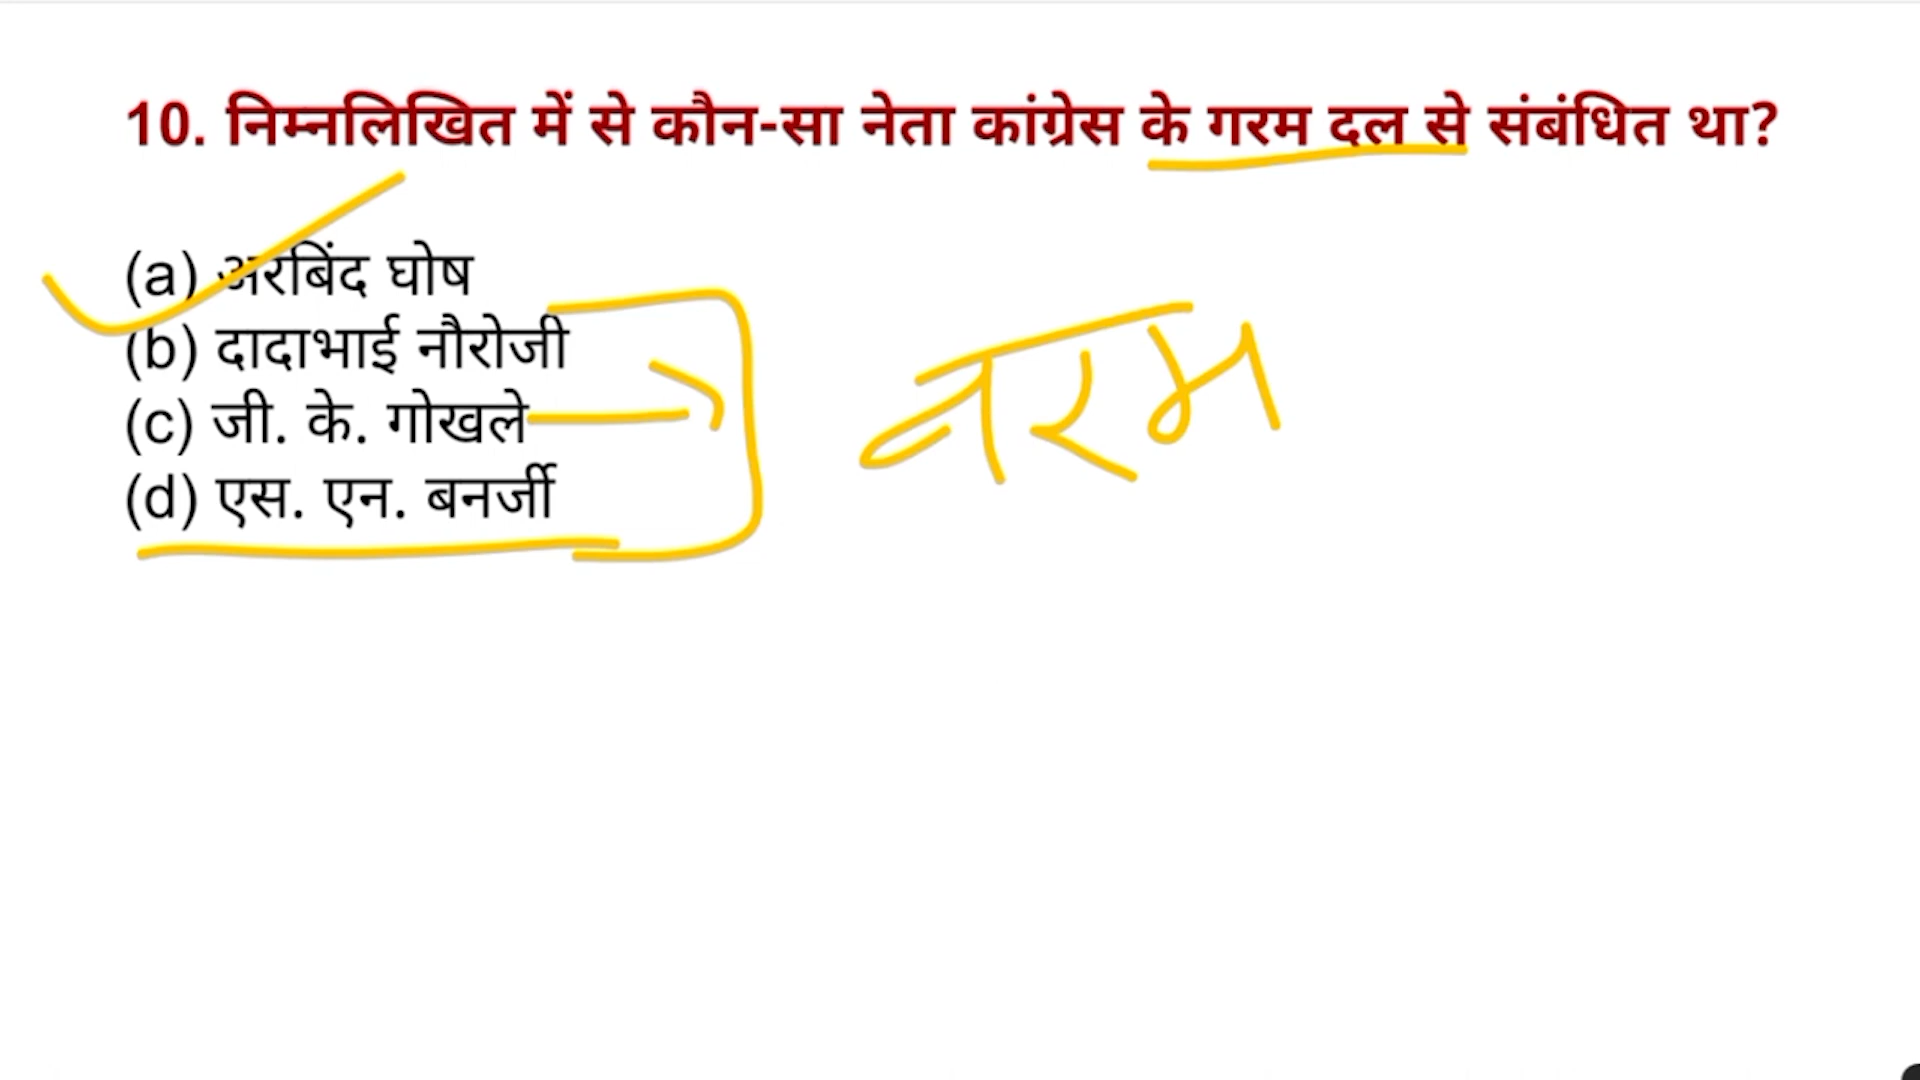 10. निम्नलिखित में से कौन-सा नेता कांग्रेस के गरम दल से संबंधित था?
(a) अरबिंद घोष
(b) दादाभाई नौरोजी
(c) जी. के. गोखले
(d) एस. एन. बनर्जी
नरम